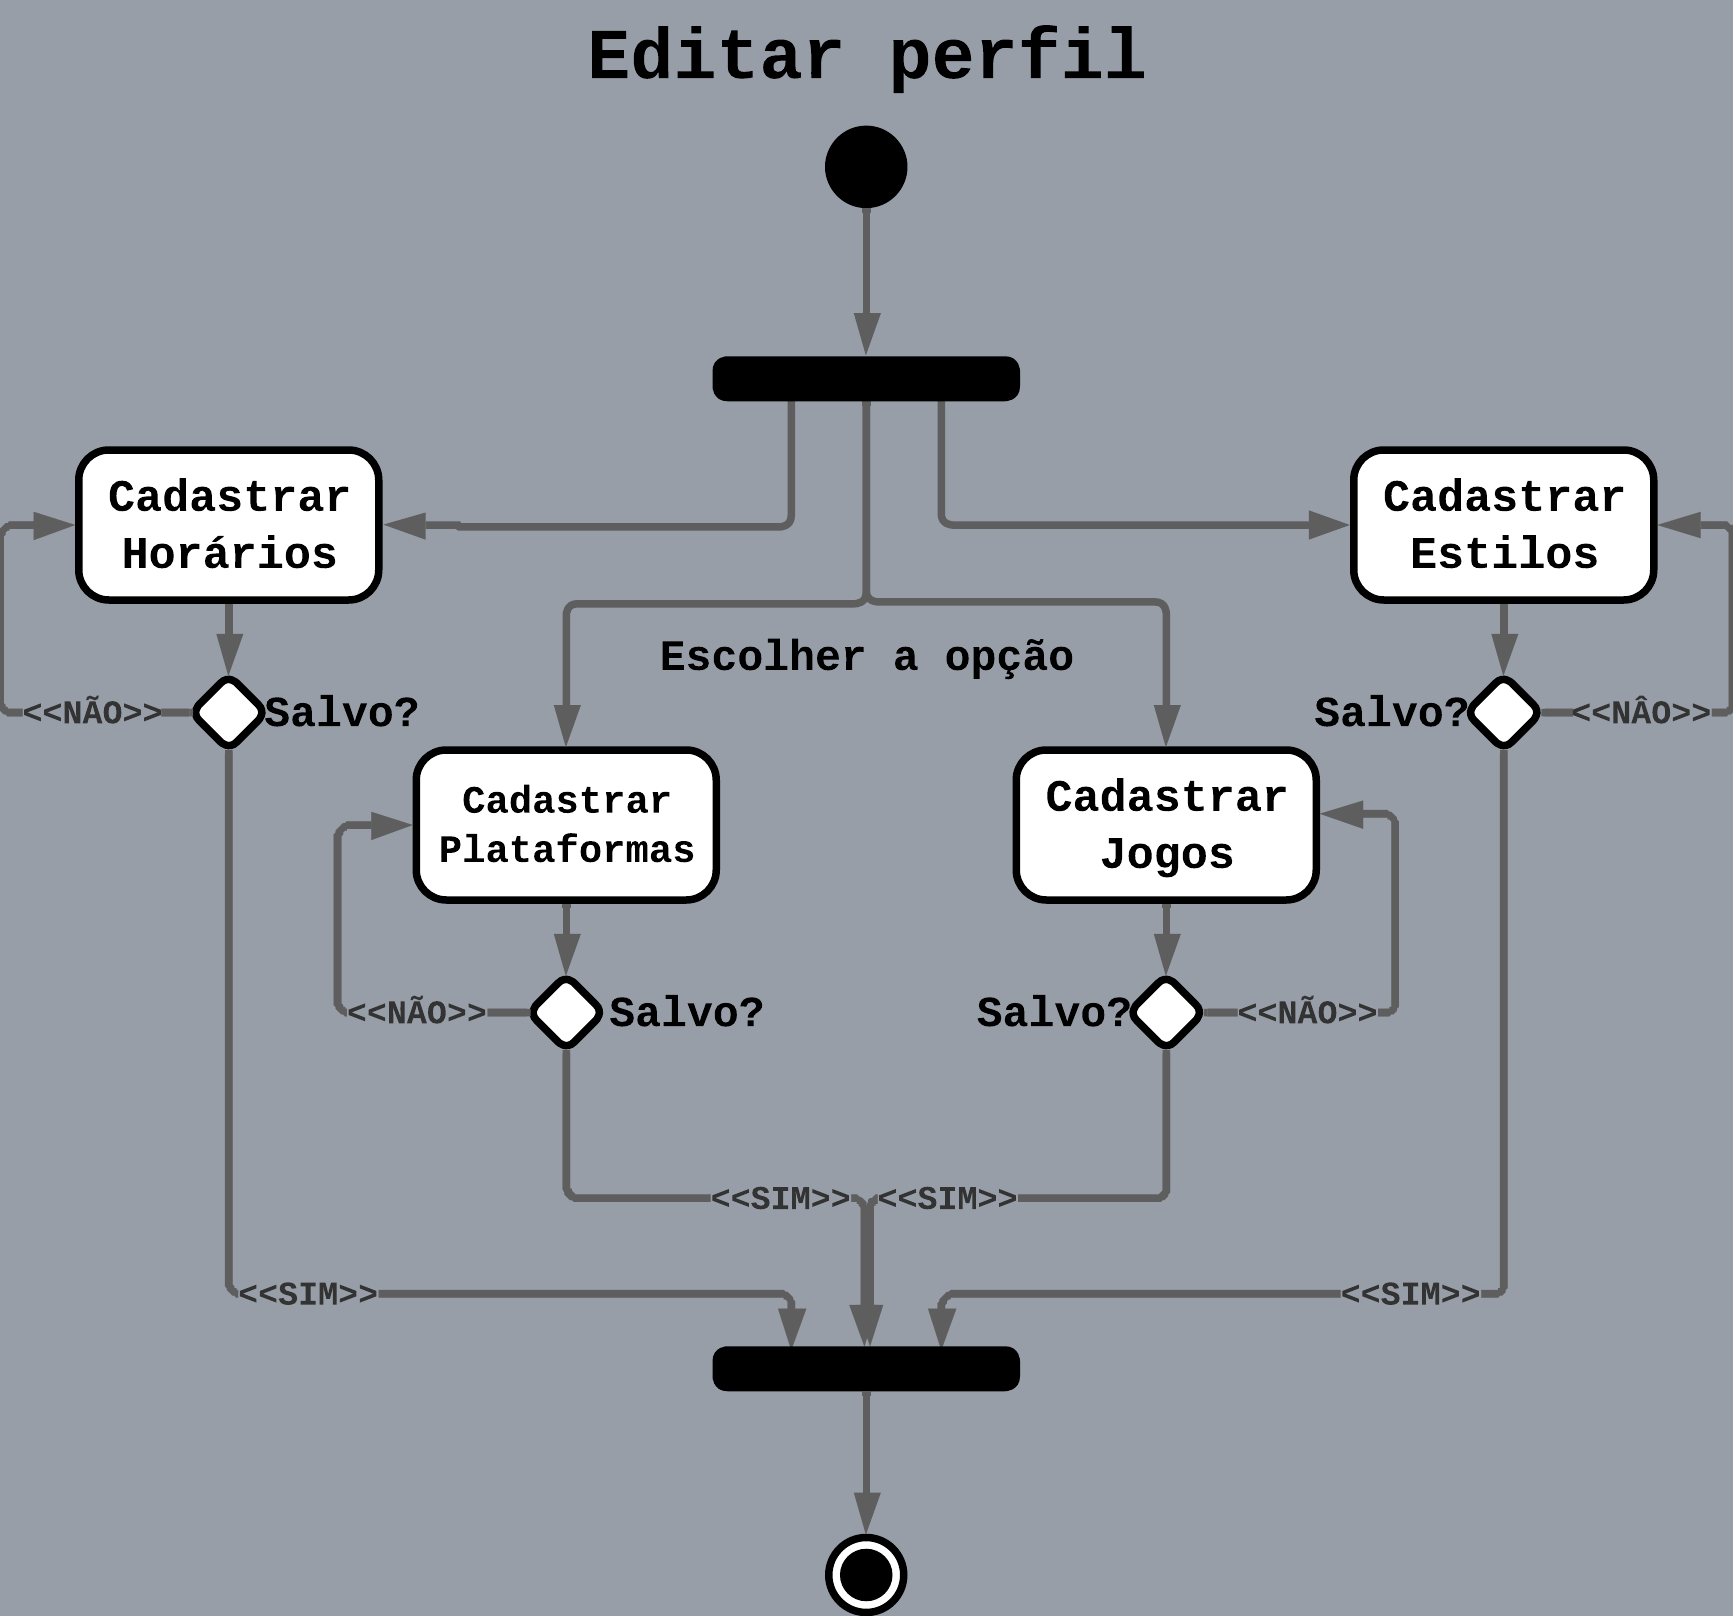 Editar perfil
Cadastrar
Horários
Cadastrar
Estilos
Escolher a opção
<<NÃO>>
Salvo?
Salvo?
<<NÂO>>
Cadastrar
Plataformas
Cadastrar
Jogos
<<NÃO>>
Salvo?
Salvo?
<<NÃO>>
<<SIM>>
<<SIM>>
<<SIM>>
<<SIM>>